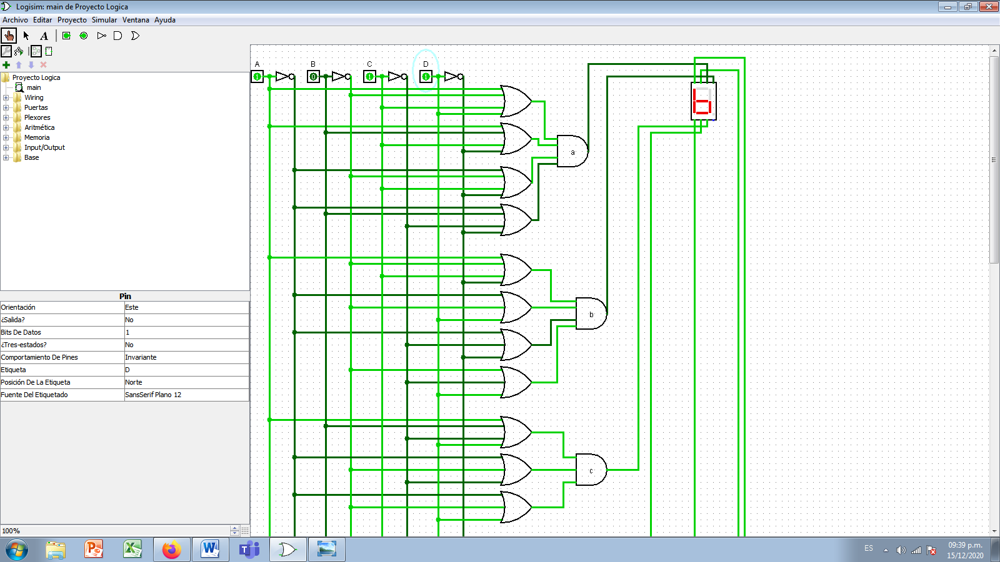 Logisim: main de Proyecto Logica
Archivo Editar Proyecto Simular Ventana Ayuda
A
Proyecto Logica
main
Wiring
Puertas
Plexores
Aritmética
Memoria
Input/Output
Base
Pin
Orientación Este
¿Salida? No
Bits De Datos 1
¿Tres-estados? No
Comportamiento De Pines Invariante
Etiqueta D
Posición De La Etiqueta Norte
Fuente Del Etiquetado SansSerif Plano 12
100%
A B C D
1 0 1 1
a
b
c
ES
09:39 p.m.
15/12/2020